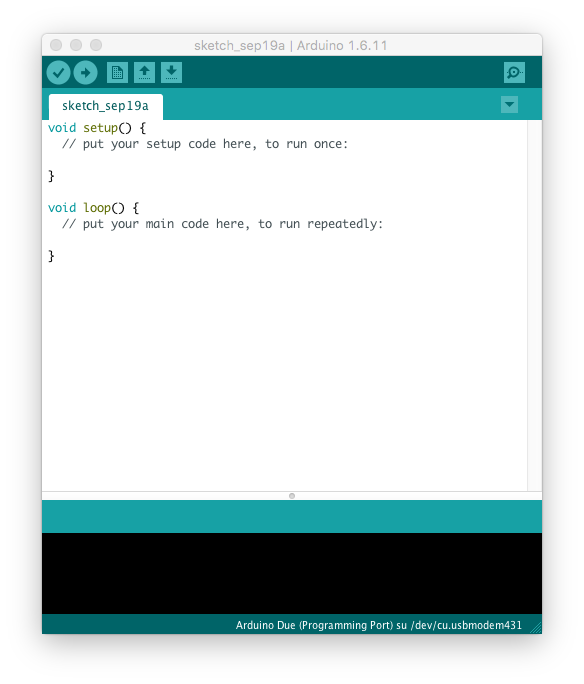 sketch_sep19a | Arduino 1.6.11
sketch_sep19a
void setup() {
  // put your setup code here, to run once:
}
void loop() {
  // put your main code here, to run repeatedly:
}
Arduino Due (Programming Port) su /dev/cu.usbmodem431